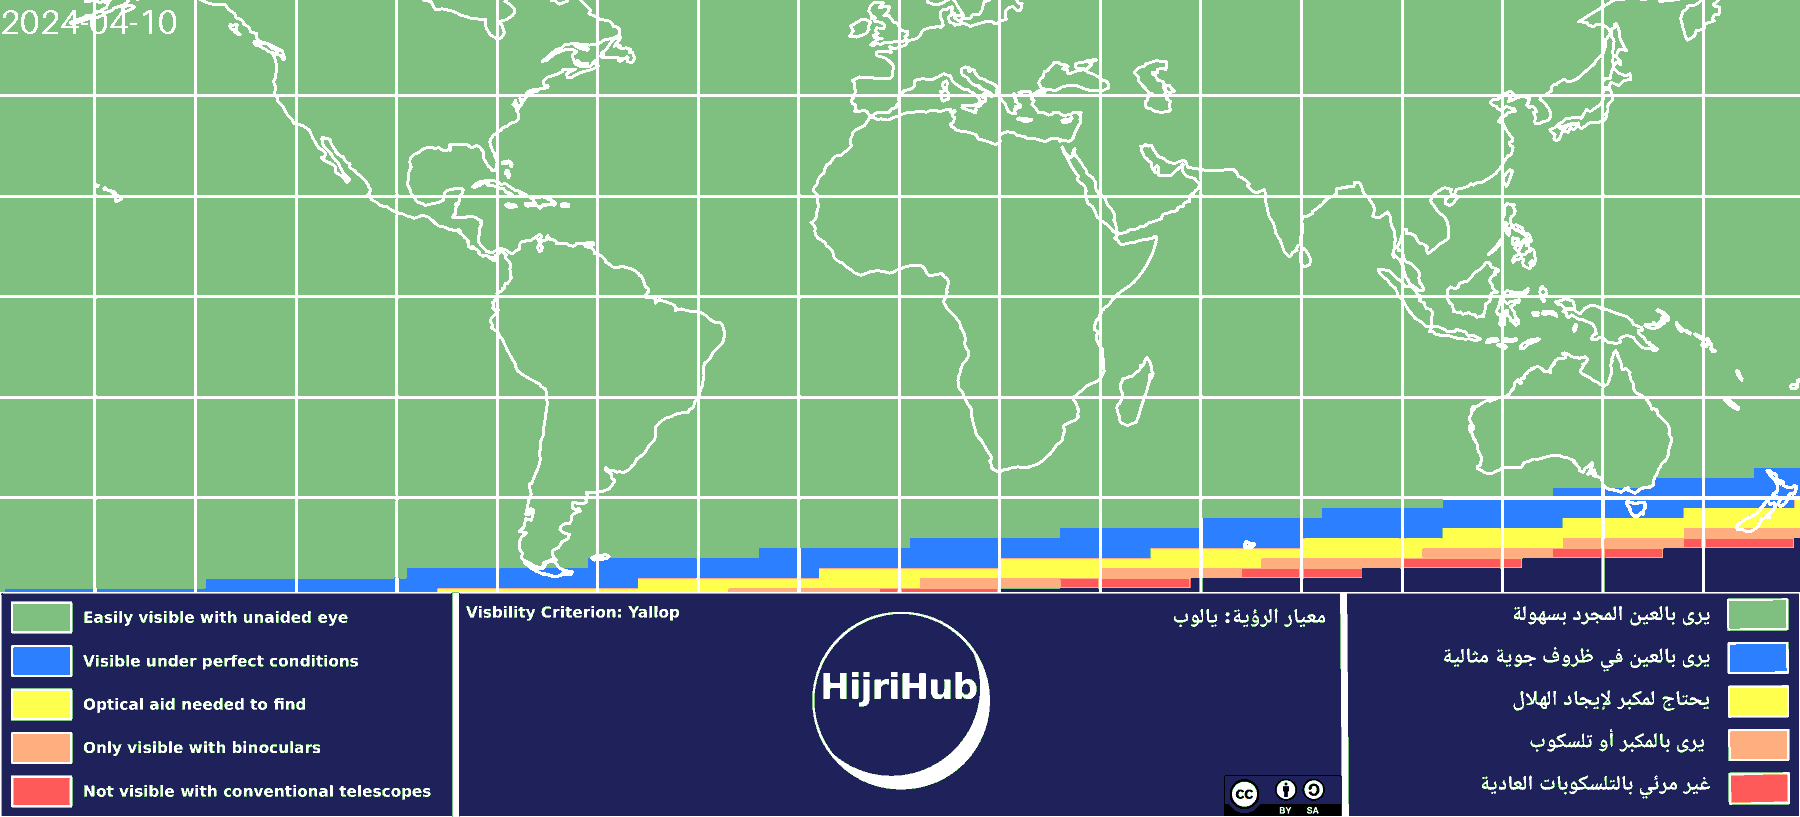 2024-04-10
Easily visible with unaided eye
Visible under perfect conditions
Optical aid needed to find
Only visible with binoculars
Not visible with conventional telescopes
Visbility Criterion: Yallop
معيار الرؤية: يالوب
HijriHub
cc
BY SA
يرى بالعين المجرد بسهولة
يرى بالعين في ظروف جوية مثالية
يحتاج لمكبر لإيجاد الهلال
يرى بالمكبر أو تلسكوب
غير مرئي بالتلسكوبات العادية